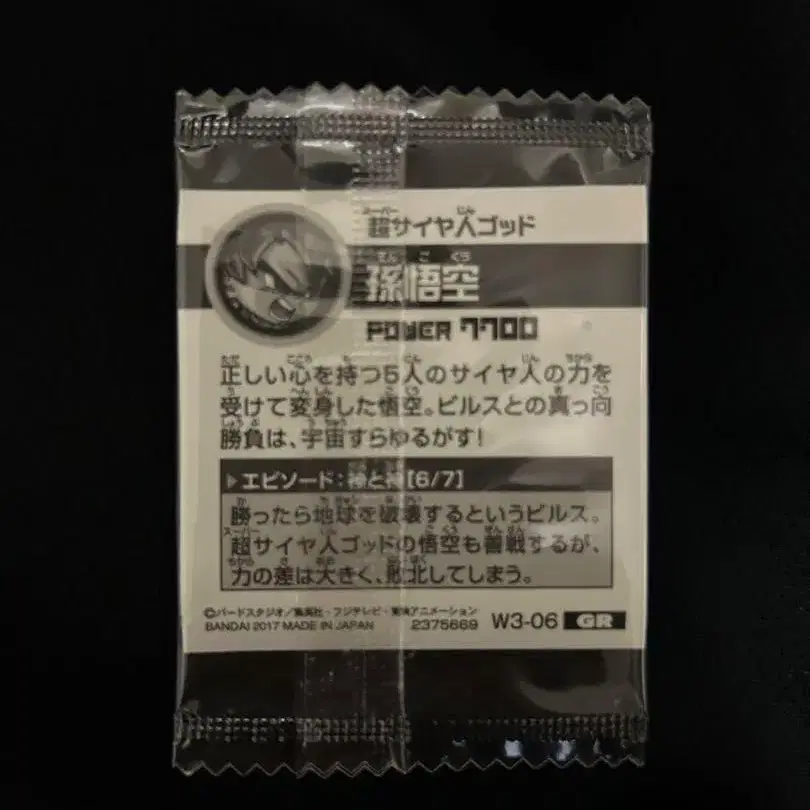 超サイヤ人ゴッド
孫悟空
POWER 7700
正しい心を持つ5人のサイヤ人の力を
受けて変身した悟空。ビルスとの真っ向
勝負は、宇宙すらゆるがす!
▶エピソード:神と神[6/7]
勝ったら地球を破壊するというビルス。
超サイヤ人ゴッドの悟空も善戦するが、
力の差は大きく、敗北してしまう。
©バードスタジオ/集英社・フジテレビ・東映アニメーション
BANDAI 2017 MADE IN JAPAN 2375669 W3-06 GR